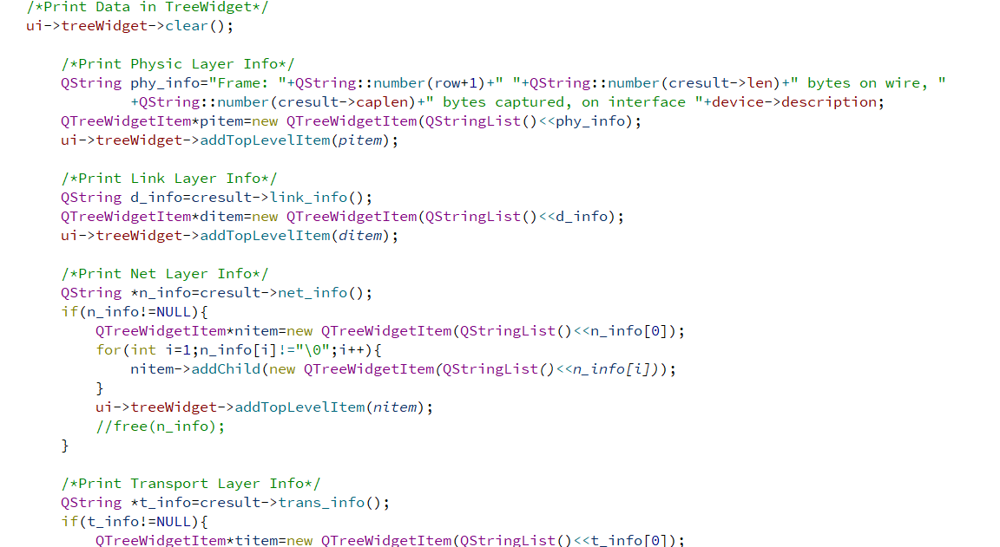 /*Print Data in TreeWidget*/
ui->treeWidget->clear();
/*Print Physic Layer Info*/
QString phy_info="Frame: "+QString::number(row+1)+" "+QString::number(cresult->len)+" bytes on wire, "
+QString::number(cresult->caplen)+" bytes captured, on interface "+device->description;
QTreeWidgetItem*pitem=new QTreeWidgetItem(QStringList()<<phy_info);
ui->treeWidget->addTopLevelItem(pitem);
/*Print Link Layer Info*/
QString d_info=cresult->link_info();
QTreeWidgetItem*ditem=new QTreeWidgetItem(QStringList()<<d_info);
ui->treeWidget->addTopLevelItem(ditem);
/*Print Net Layer Info*/
QString *n_info=cresult->net_info();
if(n_info!=NULL){
QTreeWidgetItem*nitem=new QTreeWidgetItem(QStringList()<<n_info[0]);
for(int i=1;n_info[i]!="\0";i++){
nitem->addChild(new QTreeWidgetItem(QStringList()<<n_info[i]));
}
ui->treeWidget->addTopLevelItem(nitem);
//free(n_info);
}
/*Print Transport Layer Info*/
QString *t_info=cresult->trans_info();
if(t_info!=NULL){
QTreeWidgetItem*titem=new QTreeWidgetItem(QStringList()<<t_info[0]);